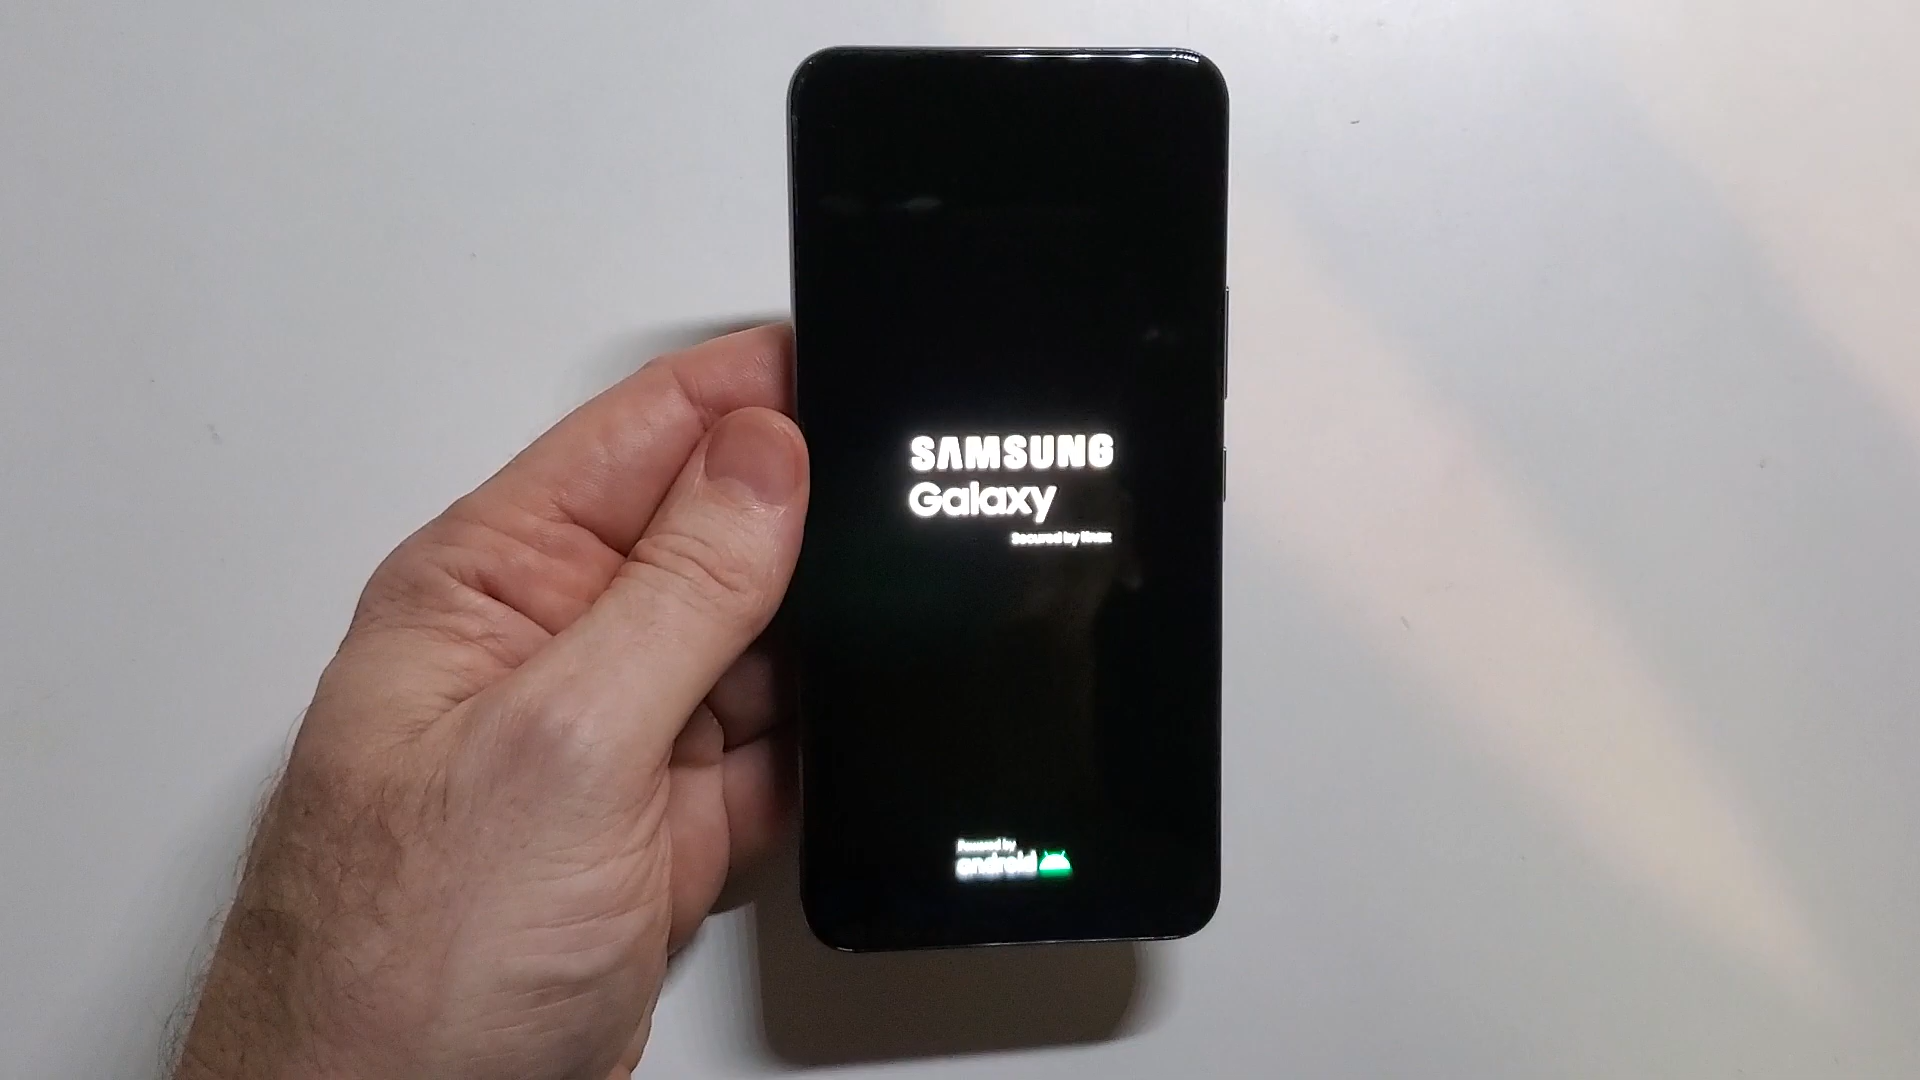 SAMSUNG
Galaxy
Secured by Knox
Powered by
android